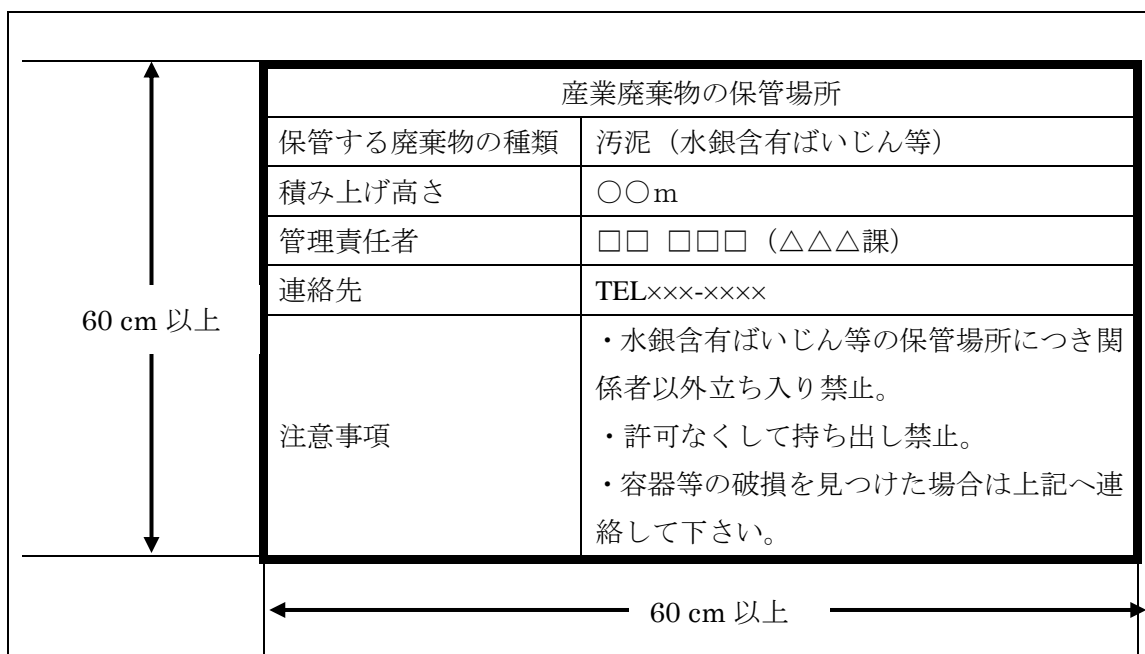 産業廃棄物の保管場所
保管する廃棄物の種類 汚泥（水銀含有ばいじん等）
積み上げ高さ ○○ｍ
管理責任者 □□ □□□（△△△課）
連絡先 TEL×××-××××
注意事項
・水銀含有ばいじん等の保管場所につき関
係者以外立ち入り禁止。
・許可なくして持ち出し禁止。
・容器等の破損を見つけた場合は上記へ連
絡して下さい。
60 cm 以上
60 cm 以上